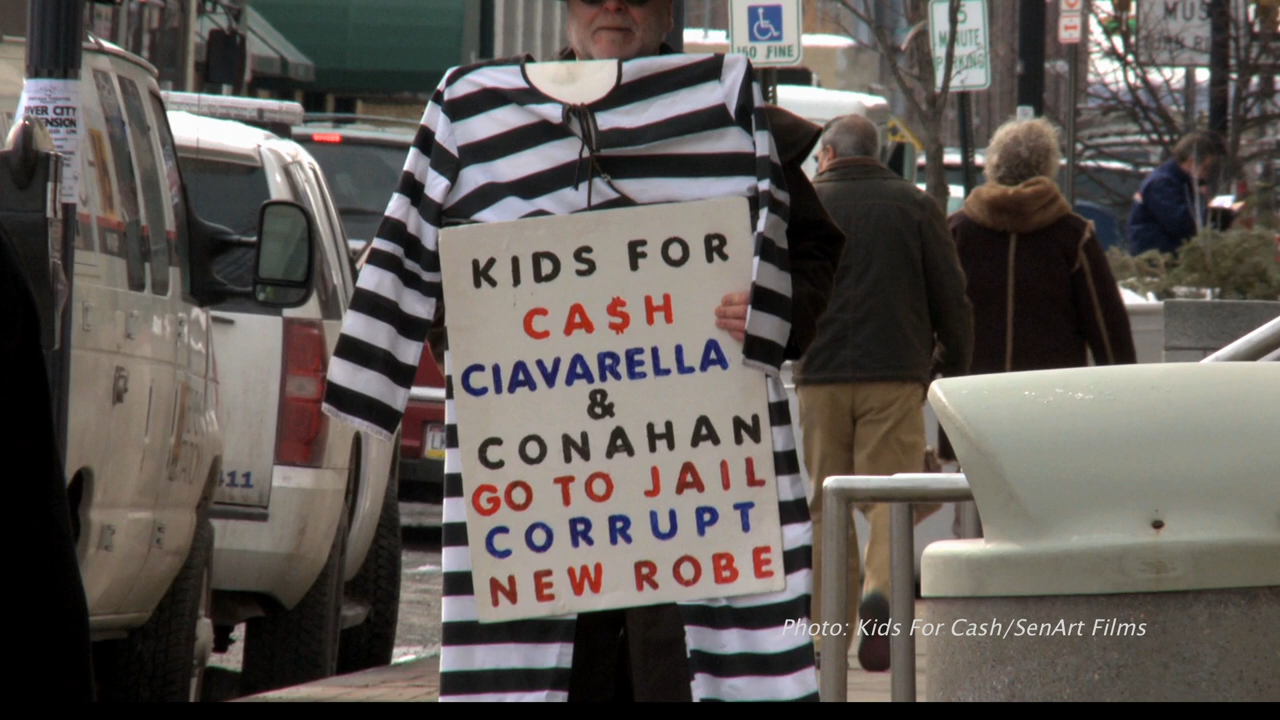 150 FINE
MINUTE
PARKING
KIDS FOR
CA$H
CIAVARELLA
&
CONAHAN
GO TO JAIL
CORRUPT
NEW ROBE
411
Photo: Kids For Cash/SenArt Films